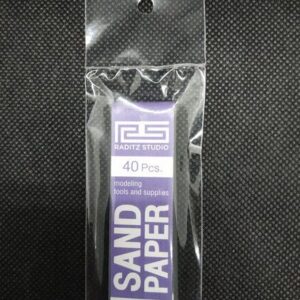 RADITZ STUDIO
40 Pcs.
modeling
tools and supplies
SAND
PAPER